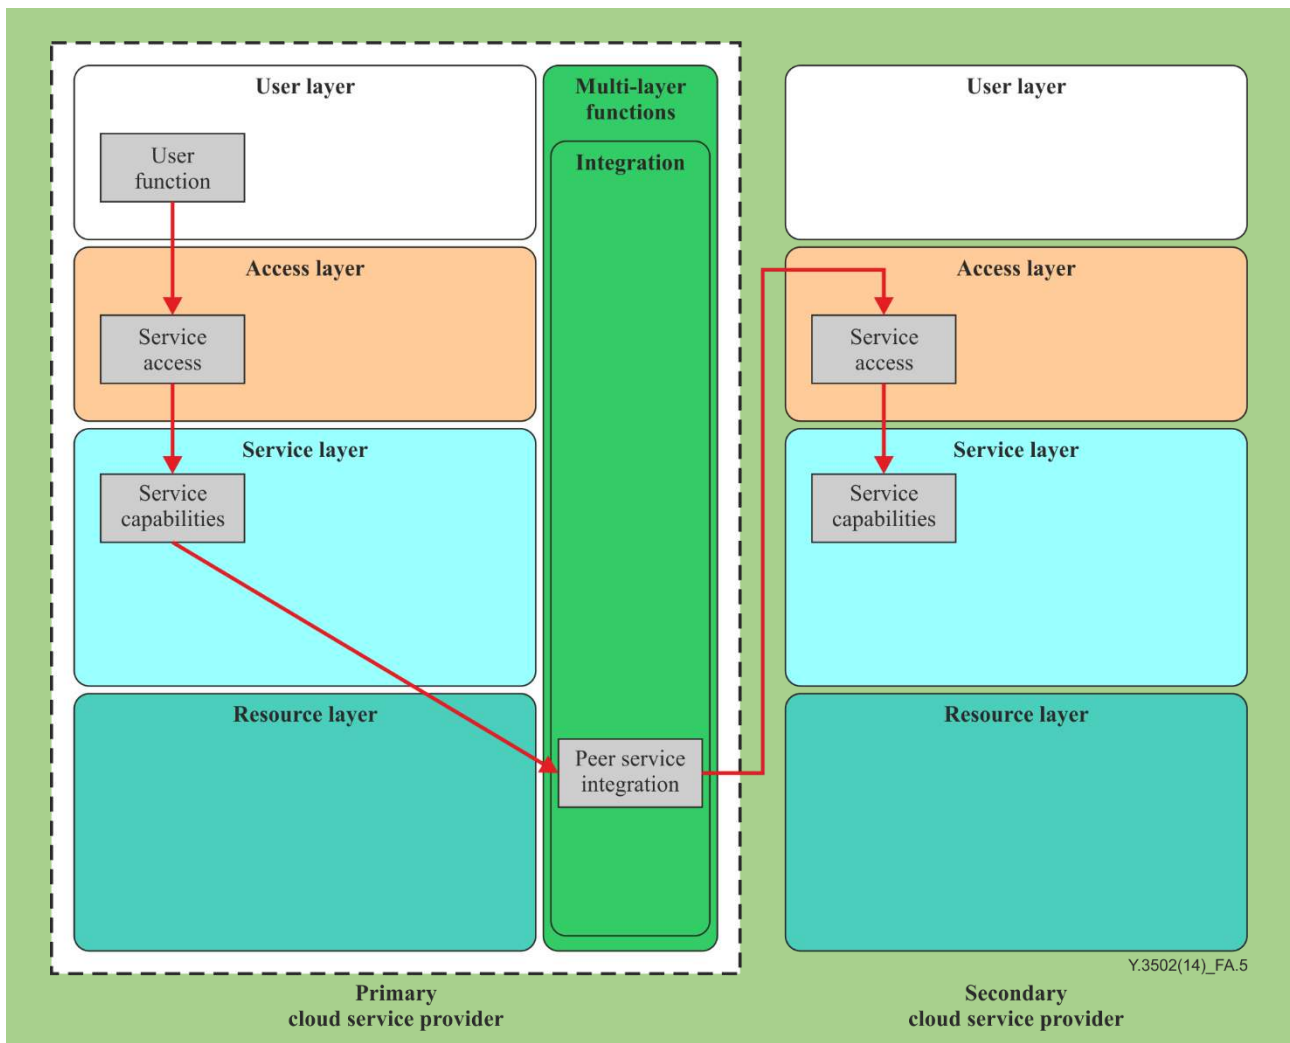 User layer
User
function
Access layer
Service
access
Service layer
Service
capabilities
Resource layer
Multi-layer
functions
Integration
Peer service
integration
Primary
cloud service provider
User layer
Access layer
Service
access
Service layer
Service
capabilities
Resource layer
Y.3502(14)_FA.5
Secondary
cloud service provider